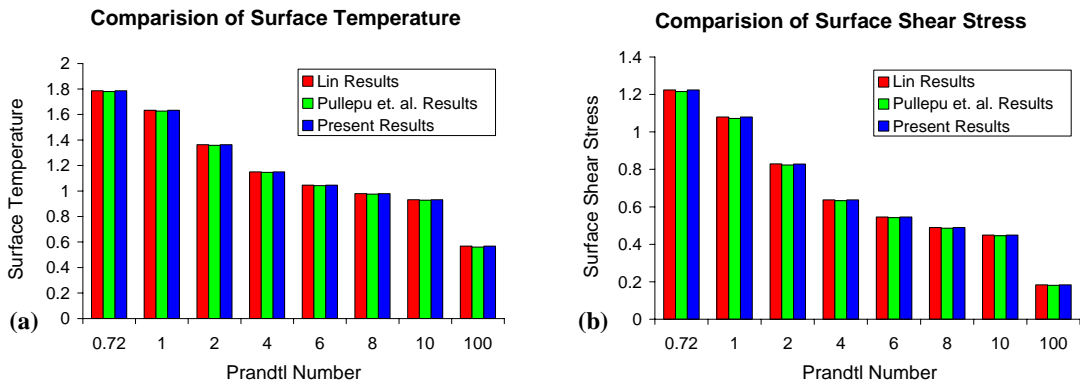 Comparision of Surface Temperature
Surface Temperature
2
1.8
1.6
1.4
1.2
1
0.8
0.6
0.4
0.2
0
Lin Results
Pullepu et. al. Results
Present Results
0.72 1 2 4 6 8 10 100
Prandtl Number
(a)
Comparision of Surface Shear Stress
Surface Shear Stress
1.4
1.2
1
0.8
0.6
0.4
0.2
0
Lin Results
Pullepu et. al. Results
Present Results
0.72 1 2 4 6 8 10 100
Prandtl Number
(b)